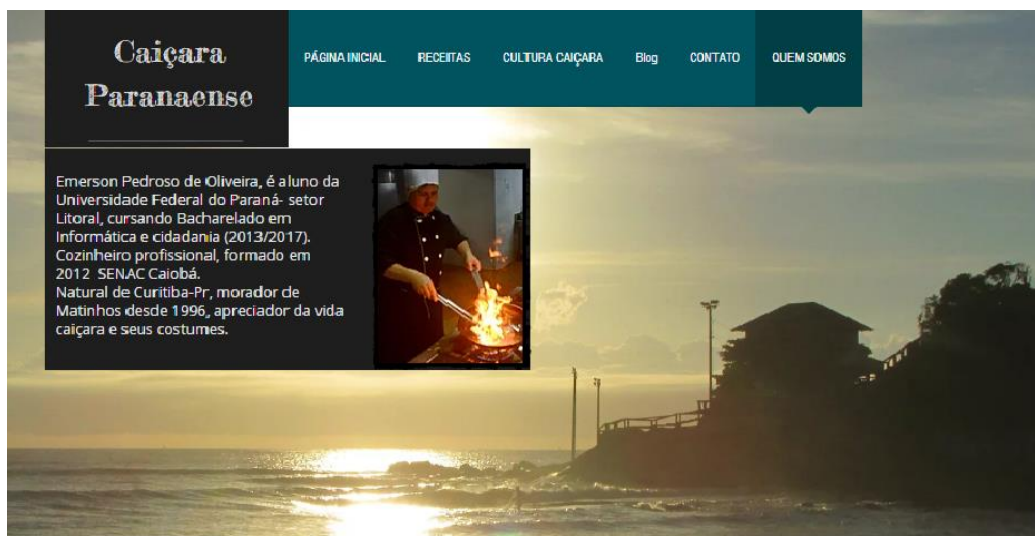 Caiçara
Paranaense
PÁGINA INICIAL RECEITAS CULTURA CAIÇARA Blog CONTATO QUEM SOMOS
Emerson Pedroso de Oliveira, é aluno da
Universidade Federal do Paraná- setor
Litoral, cursando Bacharelado em
Informática e cidadania (2013/2017).
Cozinheiro profissional, formado em
2012 SENAC Caiobá.
Natural de Curitiba-Pr, morador de
Matinhos desde 1996, apreciador da vida
caiçara e seus costumes.